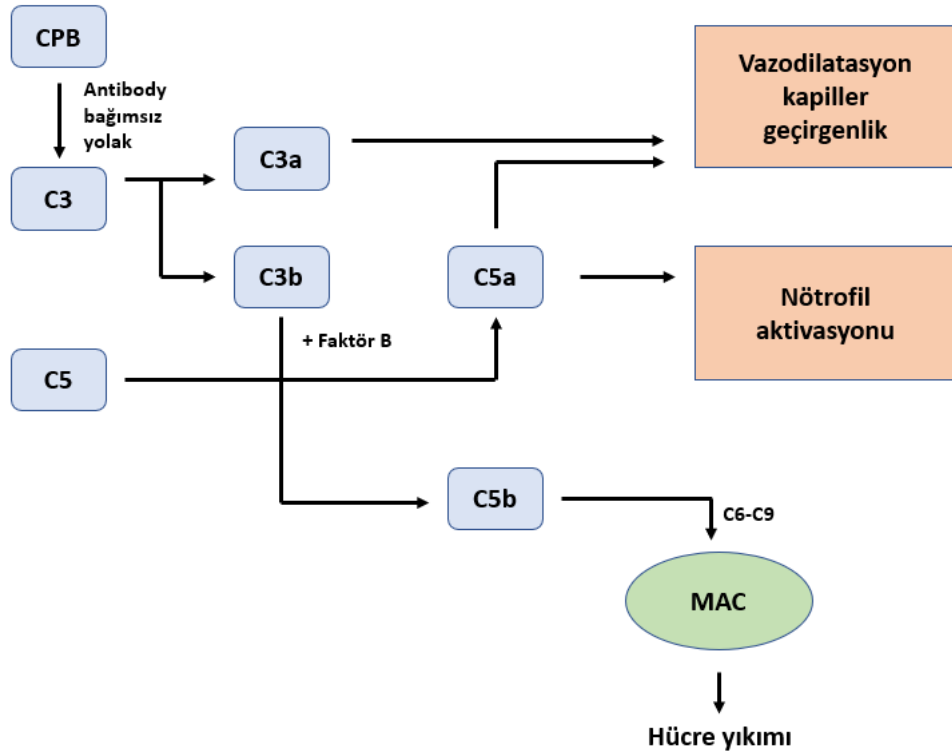 CPB
Antibody
bağımsız
yolak
Vazodilatasyon
kapiller
geçirgenlik
C3
C3a
C3b
C5a
Nötrofil
aktivasyonu
+ Faktör B
C5
C5b
C6-C9
MAC
Hücre yıkımı